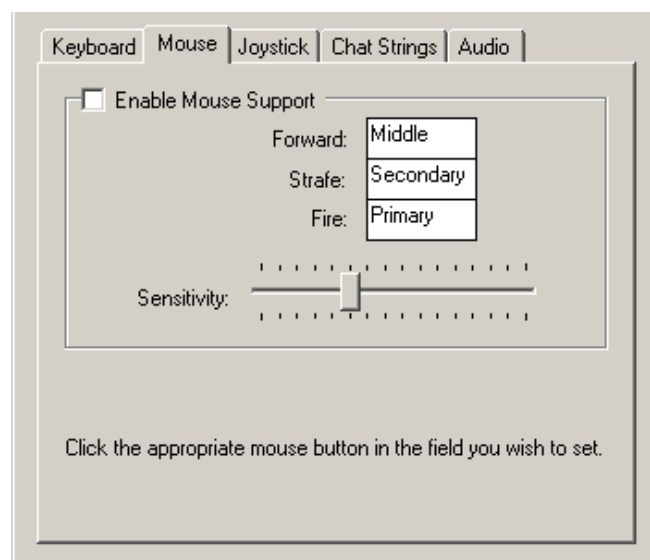 Keyboard Mouse Joystick Chat Strings Audio
Enable Mouse Support
Forward: Middle
Strafe: Secondary
Fire: Primary
Sensitivity:
Click the appropriate mouse button in the field you wish to set.